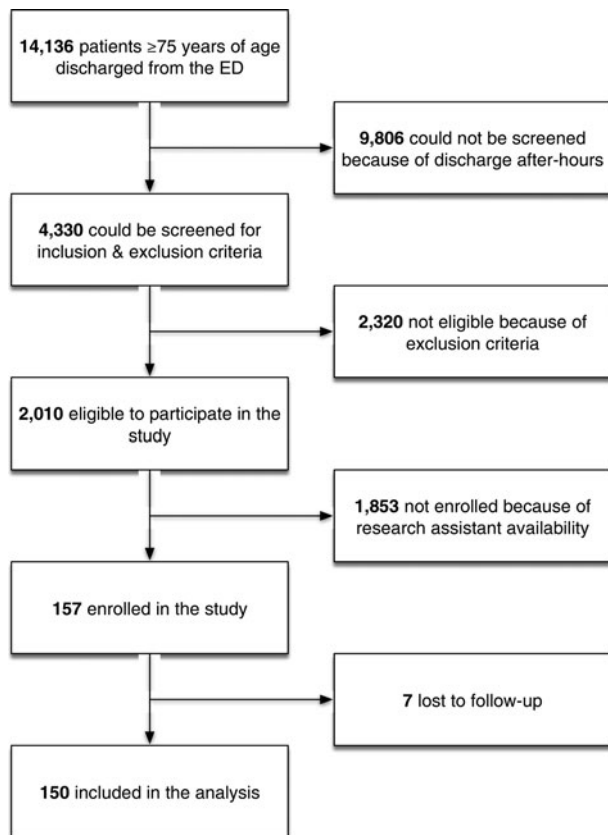 14,136 patients ≥75 years of age
discharged from the ED
9,806 could not be screened
because of discharge after-hours
4,330 could be screened for
inclusion & exclusion criteria
2,320 not eligible because of
exclusion criteria
2,010 eligible to participate in the
study
1,853 not enrolled because of
research assistant availability
157 enrolled in the study
7 lost to follow-up
150 included in the analysis